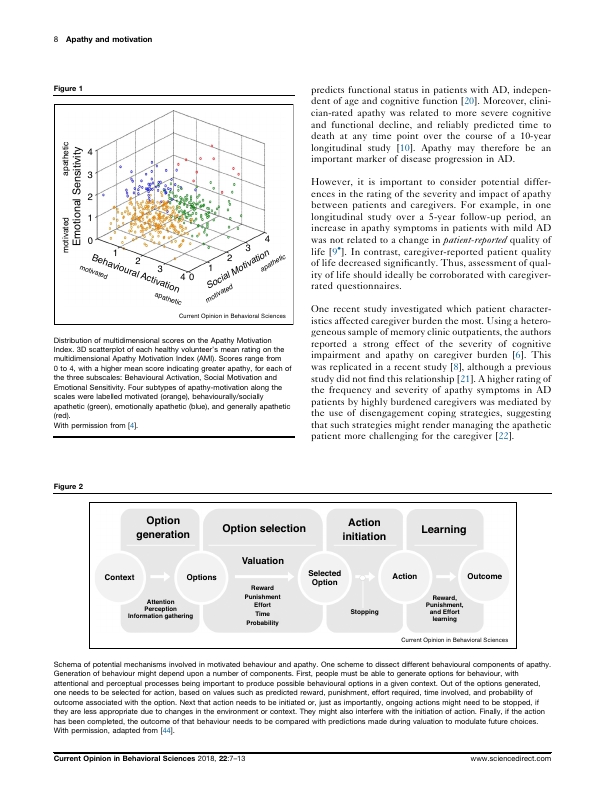 8 Apathy and motivation
Figure 1
4
3
2
1
0
apathetic
motivated
Emotional Sensitivity
1
2
3
4
Behavioural Activation
motivated
apathetic
0
1
2
3
4
Social Motivation
motivated
apathetic
Current Opinion in Behavioral Sciences
Distribution of multidimensional scores on the Apathy Motivation
Index. 3D scatterplot of each healthy volunteer's mean rating on the
multidimensional Apathy Motivation Index (AMI). Scores range from
0 to 4, with a higher mean score indicating greater apathy, for each of
the three subscales: Behavioural Activation, Social Motivation and
Emotional Sensitivity. Four subtypes of apathy-motivation along the
scales were labelled motivated (orange), behaviourally/socially
apathetic (green), emotionally apathetic (blue), and generally apathetic
(red).
With permission from [4].
predicts functional status in patients with AD, indepen-
dent of age and cognitive function [20]. Moreover, clini-
cian-rated apathy was related to more severe cognitive
and functional decline, and reliably predicted time to
death at any time point over the course of a 10-year
longitudinal study [10]. Apathy may therefore be an
important marker of disease progression in AD.
However, it is important to consider potential differ-
ences in the rating of the severity and impact of apathy
between patients and caregivers. For example, in one
longitudinal study over a 5-year follow-up period, an
increase in apathy symptoms in patients with mild AD
was not related to a change in patient-reported quality of
life [9•]. In contrast, caregiver-reported patient quality
of life decreased significantly. Thus, assessment of qual-
ity of life should ideally be corroborated with caregiver-
rated questionnaires.
One recent study investigated which patient character-
istics affected caregiver burden the most. Using a hetero-
geneous sample of memory clinic outpatients, the authors
reported a strong effect of the severity of cognitive
impairment and apathy on caregiver burden [6]. This
was replicated in a recent study [8], although a previous
study did not find this relationship [21]. A higher rating of
the frequency and severity of apathy symptoms in AD
patients by highly burdened caregivers was mediated by
the use of disengagement coping strategies, suggesting
that such strategies might render managing the apathetic
patient more challenging for the caregiver [22].
Figure 2
Option
generation
Option selection
Action
initiation
Learning
Context
Options
Valuation
Selected
Option
Action
Outcome
Attention
Perception
Information gathering
Reward
Punishment
Effort
Time
Probability
Stopping
Reward,
Punishment,
and Effort
learning
Current Opinion in Behavioral Sciences
Schema of potential mechanisms involved in motivated behaviour and apathy. One scheme to dissect different behavioural components of apathy.
Generation of behaviour might depend upon a number of components. First, people must be able to generate options for behaviour, with
attentional and perceptual processes being important to produce possible behavioural options in a given context. Out of the options generated,
one needs to be selected for action, based on values such as predicted reward, punishment, effort required, time involved, and probability of
outcome associated with the option. Next that action needs to be initiated or, just as importantly, ongoing actions might need to be stopped, if
they are less appropriate due to changes in the environment or context. They might also interfere with the initiation of action. Finally, if the action
has been completed, the outcome of that behaviour needs to be compared with predictions made during valuation to modulate future choices.
With permission, adapted from [44].
Current Opinion in Behavioral Sciences 2018, 22:7–13
www.sciencedirect.com